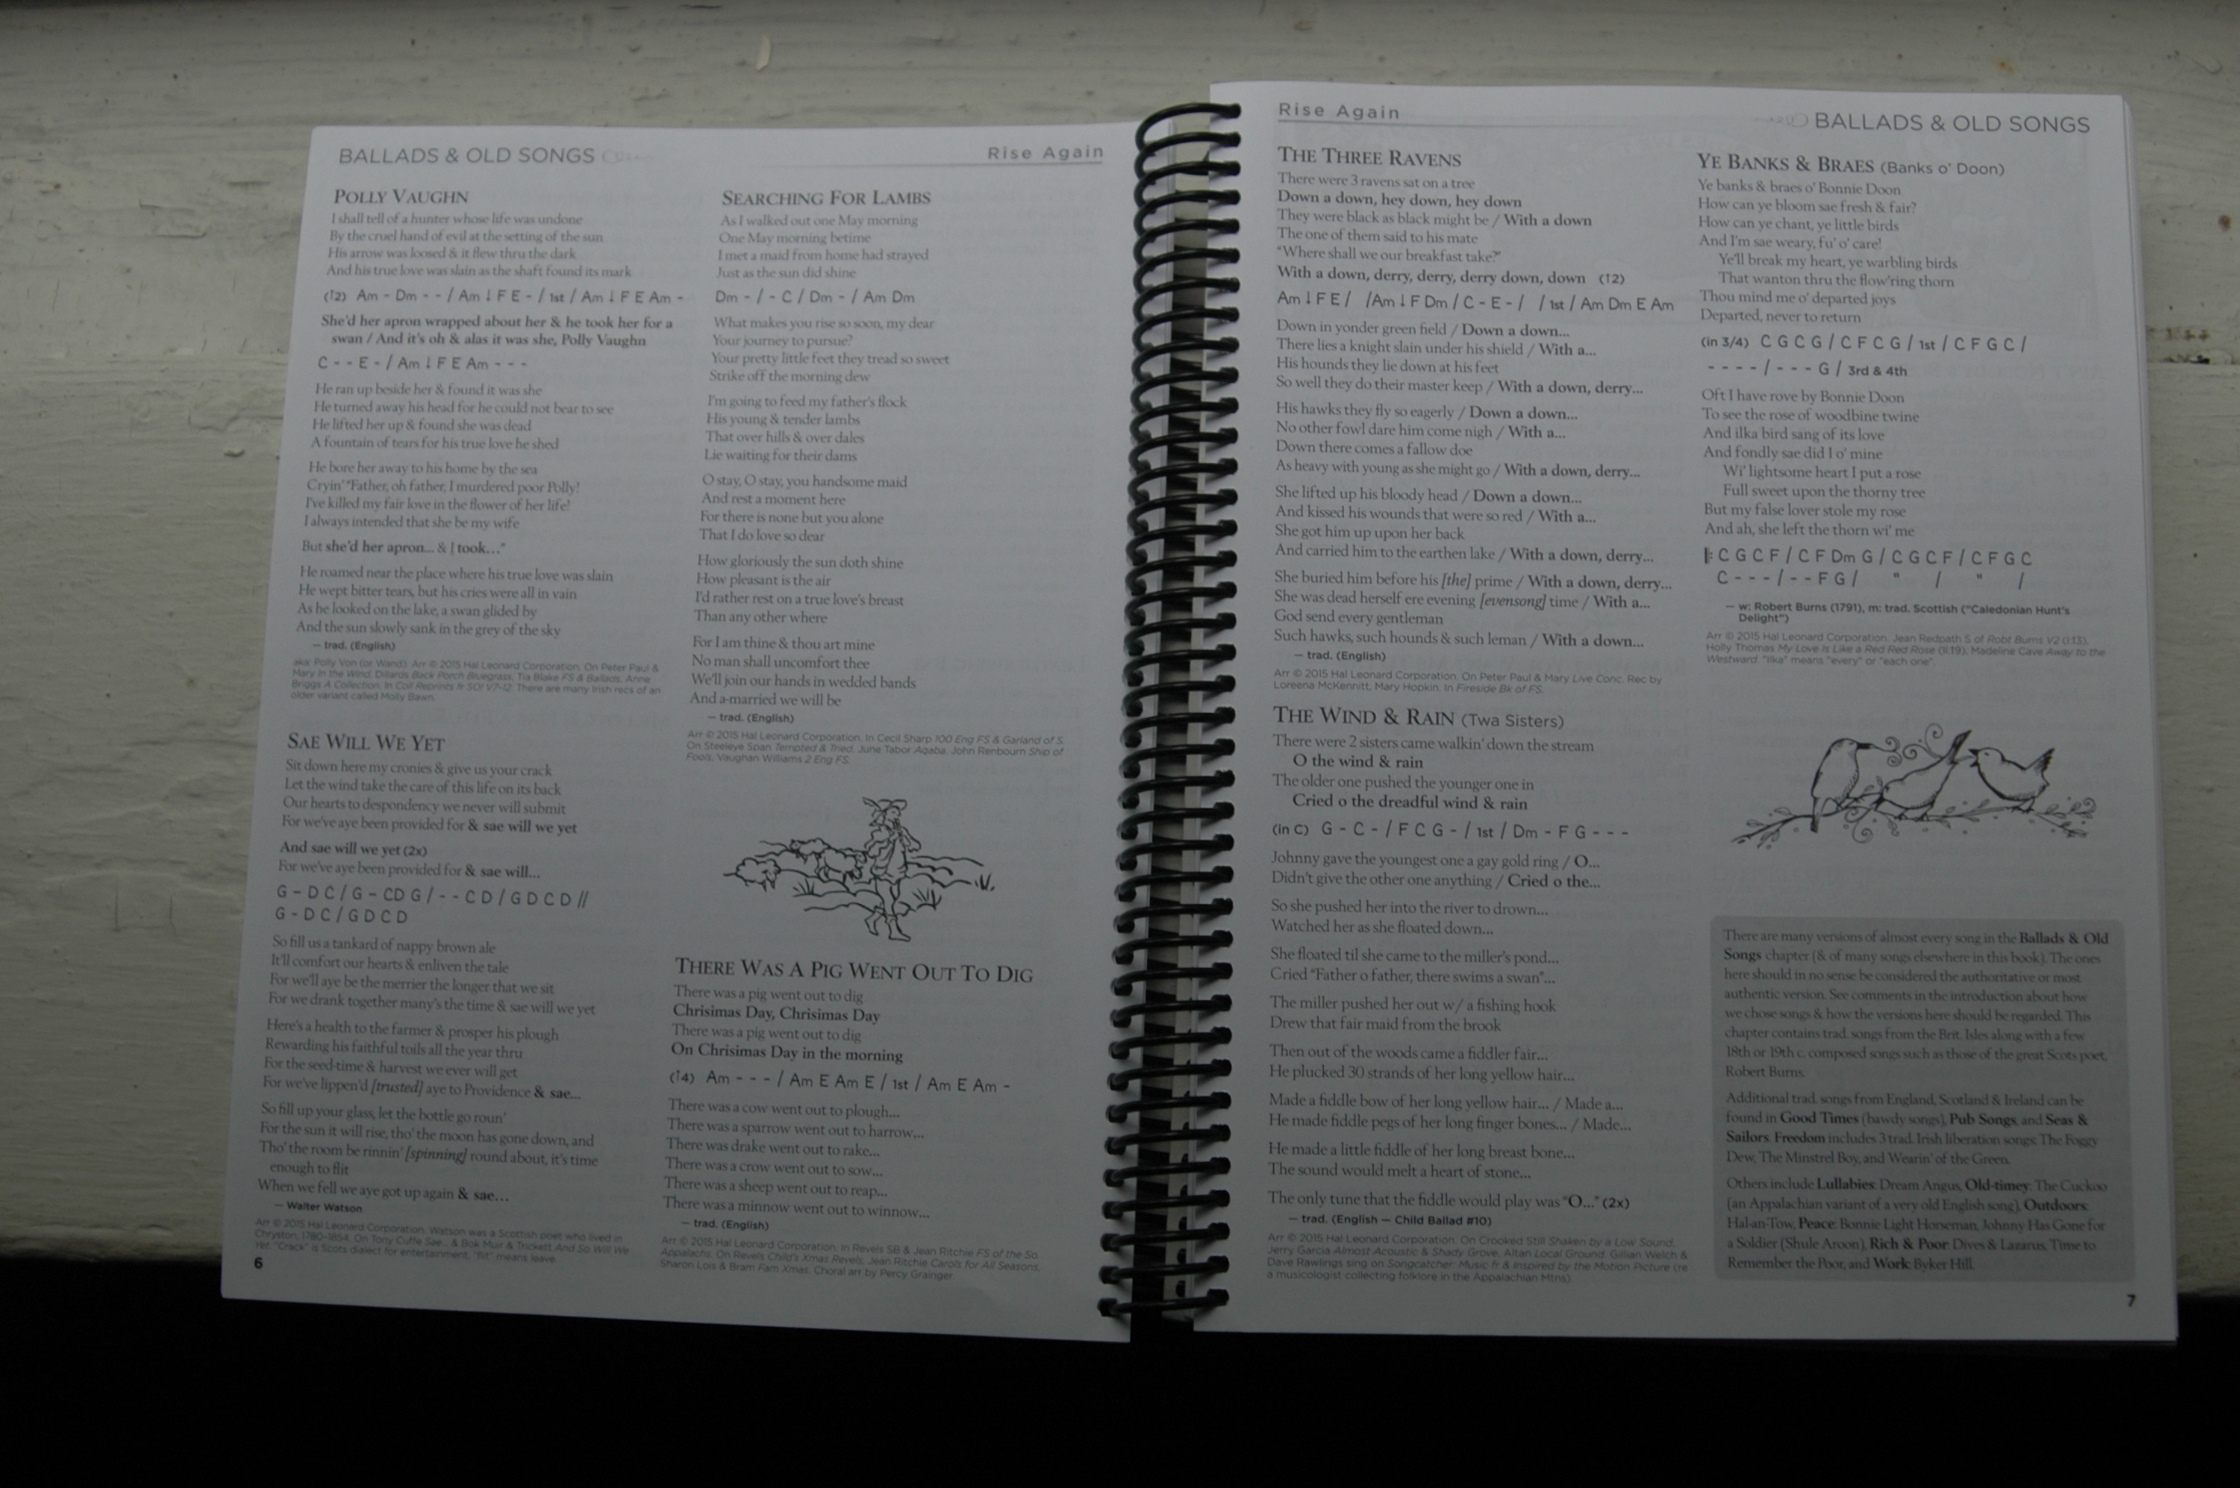 BALLADS & OLD SONGS
Rise Again
POLLY VAUGHN
I shall tell of a hunter whose life was undone
By the cruel hand of evil at the setting of the sun
His arrow was loosed & it flew thru the dark
And his true love was slain as the shaft found its mark
(↑2) Am - Dm - - / Am ↓ F E - / 1st / Am ↓ F E Am -
She'd her apron wrapped about her & he took her for a
swan / And it's oh & alas it was she, Polly Vaughn
C - - E - / Am ↓ F E Am - - -
He ran up beside her & found it was she
He turned away his head for he could not bear to see
He lifted her up & found she was dead
A fountain of tears for his true love he shed
He bore her away to his home by the sea
Cryin' "Father, oh father, I murdered poor Polly!
I've killed my fair love in the flower of her life!
I always intended that she be my wife
But she'd her apron... & I took..."
He roamed near the place where his true love was slain
He wept bitter tears, but his cries were all in vain
As he looked on the lake, a swan glided by
And the sun slowly sank in the grey of the sky
– trad. (English)
aka: Polly Von (or Wand). Arr © 2015 Hal Leonard Corporation. On Peter Paul &
Mary In the Wind, Dillards Back Porch Bluegrass, Tia Blake FS & Ballads, Anne
Briggs A Collection. In Coll Reprints fr SO! V7-12. There are many Irish recs of an
older variant called Molly Bawn.
SAE WILL WE YET
Sit down here my cronies & give us your crack
Let the wind take the care of this life on its back
Our hearts to despondency we never will submit
For we've aye been provided for & sae will we yet
And sae will we yet (2x)
For we've aye been provided for & sae will...
G - D C / G - CD G / - - C D / G D C D //
G - D C / G D C D
So fill us a tankard of nappy brown ale
It'll comfort our hearts & enliven the tale
For we'll aye be the merrier the longer that we sit
For we drank together many's the time & sae will we yet
Here's a health to the farmer & prosper his plough
Rewarding his faithful toils all the year thru
For the seed-time & harvest we ever will get
For we've lippen'd [trusted] aye to Providence & sae...
So fill up your glass, let the bottle go roun'
For the sun it will rise, tho' the moon has gone down, and
Tho' the room be rinnin' [spinning] round about, it's time
enough to flit
When we fell we aye got up again & sae...
– Walter Watson
Arr © 2015 Hal Leonard Corporation. Watson was a Scottish poet who lived in
Chryston, 1780-1854. On Tony Cuffe Sae... & Bok Muir & Trickett And So Will We
Yet. "Crack" is Scots dialect for entertainment, "flit" means leave.
6
SEARCHING FOR LAMBS
As I walked out one May morning
One May morning betime
I met a maid from home had strayed
Just as the sun did shine
Dm - / - C / Dm - / Am Dm
What makes you rise so soon, my dear
Your journey to pursue?
Your pretty little feet they tread so sweet
Strike off the morning dew
I'm going to feed my father's flock
His young & tender lambs
That over hills & over dales
Lie waiting for their dams
O stay, O stay, you handsome maid
And rest a moment here
For there is none but you alone
That I do love so dear
How gloriously the sun doth shine
How pleasant is the air
I'd rather rest on a true love's breast
Than any other where
For I am thine & thou art mine
No man shall uncomfort thee
We'll join our hands in wedded bands
And a-married we will be
– trad. (English)
Arr © 2015 Hal Leonard Corporation. In Cecil Sharp 100 Eng FS & Garland of S.
On Steeleye Span Tempted & Tried, June Tabor Aqaba, John Renbourn Ship of
Fools, Vaughan Williams 2 Eng FS.
THERE WAS A PIG WENT OUT TO DIG
There was a pig went out to dig
Chrisimas Day, Chrisimas Day
There was a pig went out to dig
On Chrisimas Day in the morning
(↑4) Am - - - / Am E Am E / 1st / Am E Am -
There was a cow went out to plough...
There was a sparrow went out to harrow...
There was drake went out to rake...
There was a crow went out to sow...
There was a sheep went out to reap...
There was a minnow went out to winnow...
– trad. (English)
Arr © 2015 Hal Leonard Corporation. In Revels SB & Jean Ritchie FS of the So.
Appalachs. On Revels Child's Xmas Revels, Jean Ritchie Carols for All Seasons,
Sharon Lois & Bram Fam Xmas. Choral arr by Percy Grainger.
Rise Again
BALLADS & OLD SONGS
THE THREE RAVENS
There were 3 ravens sat on a tree
Down a down, hey down, hey down
They were black as black might be / With a down
The one of them said to his mate
"Where shall we our breakfast take?"
With a down, derry, derry, derry down, down (↑2)
Am ↓ F E / /Am ↓ F Dm / C - E - / / 1st / Am Dm E Am
Down in yonder green field / Down a down...
There lies a knight slain under his shield / With a...
His hounds they lie down at his feet
So well they do their master keep / With a down, derry...
His hawks they fly so eagerly / Down a down...
No other fowl dare him come nigh / With a...
Down there comes a fallow doe
As heavy with young as she might go / With a down, derry...
She lifted up his bloody head / Down a down...
And kissed his wounds that were so red / With a...
She got him up upon her back
And carried him to the earthen lake / With a down, derry...
She buried him before his [the] prime / With a down, derry...
She was dead herself ere evening [evensong] time / With a...
God send every gentleman
Such hawks, such hounds & such leman / With a down...
– trad. (English)
Arr © 2015 Hal Leonard Corporation. On Peter Paul & Mary Live Conc. Rec by
Loreena McKennitt, Mary Hopkin. In Fireside Bk of FS.
THE WIND & RAIN (Twa Sisters)
There were 2 sisters came walkin' down the stream
O the wind & rain
The older one pushed the younger one in
Cried o the dreadful wind & rain
(in C) G - C - / F C G - / 1st / Dm - F G - - -
Johnny gave the youngest one a gay gold ring / O...
Didn't give the other one anything / Cried o the...
So she pushed her into the river to drown...
Watched her as she floated down...
She floated til she came to the miller's pond...
Cried "Father o father, there swims a swan"...
The miller pushed her out w/ a fishing hook
Drew that fair maid from the brook
Then out of the woods came a fiddler fair...
He plucked 30 strands of her long yellow hair...
Made a fiddle bow of her long yellow hair... / Made a...
He made fiddle pegs of her long finger bones... / Made...
He made a little fiddle of her long breast bone...
The sound would melt a heart of stone...
The only tune that the fiddle would play was "O..." (2x)
– trad. (English — Child Ballad #10)
Arr © 2015 Hal Leonard Corporation. On Crooked Still Shaken by a Low Sound,
Jerry Garcia Almost Acoustic & Shady Grove, Altan Local Ground. Gillian Welch &
Dave Rawlings sing on Songcatcher: Music fr & Inspired by the Motion Picture (re
a musicologist collecting folklore in the Appalachian Mtns).
YE BANKS & BRAES (Banks o' Doon)
Ye banks & braes o' Bonnie Doon
How can ye bloom sae fresh & fair?
How can ye chant, ye little birds
And I'm sae weary, fu' o' care!
Ye'll break my heart, ye warbling birds
That wanton thru the flow'ring thorn
Thou mind me o' departed joys
Departed, never to return
(in 3/4) C G C G / C F C G / 1st / C F G C /
- - - - / - - - G / 3rd & 4th
Oft I have rove by Bonnie Doon
To see the rose of woodbine twine
And ilka bird sang of its love
And fondly sae did I o' mine
Wi' lightsome heart I put a rose
Full sweet upon the thorny tree
But my false lover stole my rose
And ah, she left the thorn wi' me
‖: C G C F / C F Dm G / C G C F / C F G C
C - - - / - - F G / " / " /
– w: Robert Burns (1791), m: trad. Scottish ("Caledonian Hunt's
Delight")
Arr © 2015 Hal Leonard Corporation. Jean Redpath S of Robt Burns V2 (1:13),
Holly Thomas My Love Is Like a Red Red Rose (11:19), Madeline Cave Away to the
Westward. "Ilka" means "every" or "each one".
There are many versions of almost every song in the Ballads & Old
Songs chapter (& of many songs elsewhere in this book). The ones
here should in no sense be considered the authoritative or most
authentic version. See comments in the introduction about how
we chose songs & how the versions here should be regarded. This
chapter contains trad. songs from the Brit. Isles along with a few
18th or 19th c. composed songs such as those of the great Scots poet,
Robert Burns.
Additional trad. songs from England, Scotland & Ireland can be
found in Good Times (bawdy songs), Pub Songs, and Seas &
Sailors. Freedom includes 3 trad. Irish liberation songs: The Foggy
Dew, The Minstrel Boy, and Wearin' of the Green.
Others include Lullabies: Dream Angus, Old-timey: The Cuckoo
(an Appalachian variant of a very old English song), Outdoors:
Hal-an-Tow, Peace: Bonnie Light Horseman, Johnny Has Gone for
a Soldier (Shule Aroon), Rich & Poor: Dives & Lazarus, Time to
Remember the Poor, and Work: Byker Hill.
7